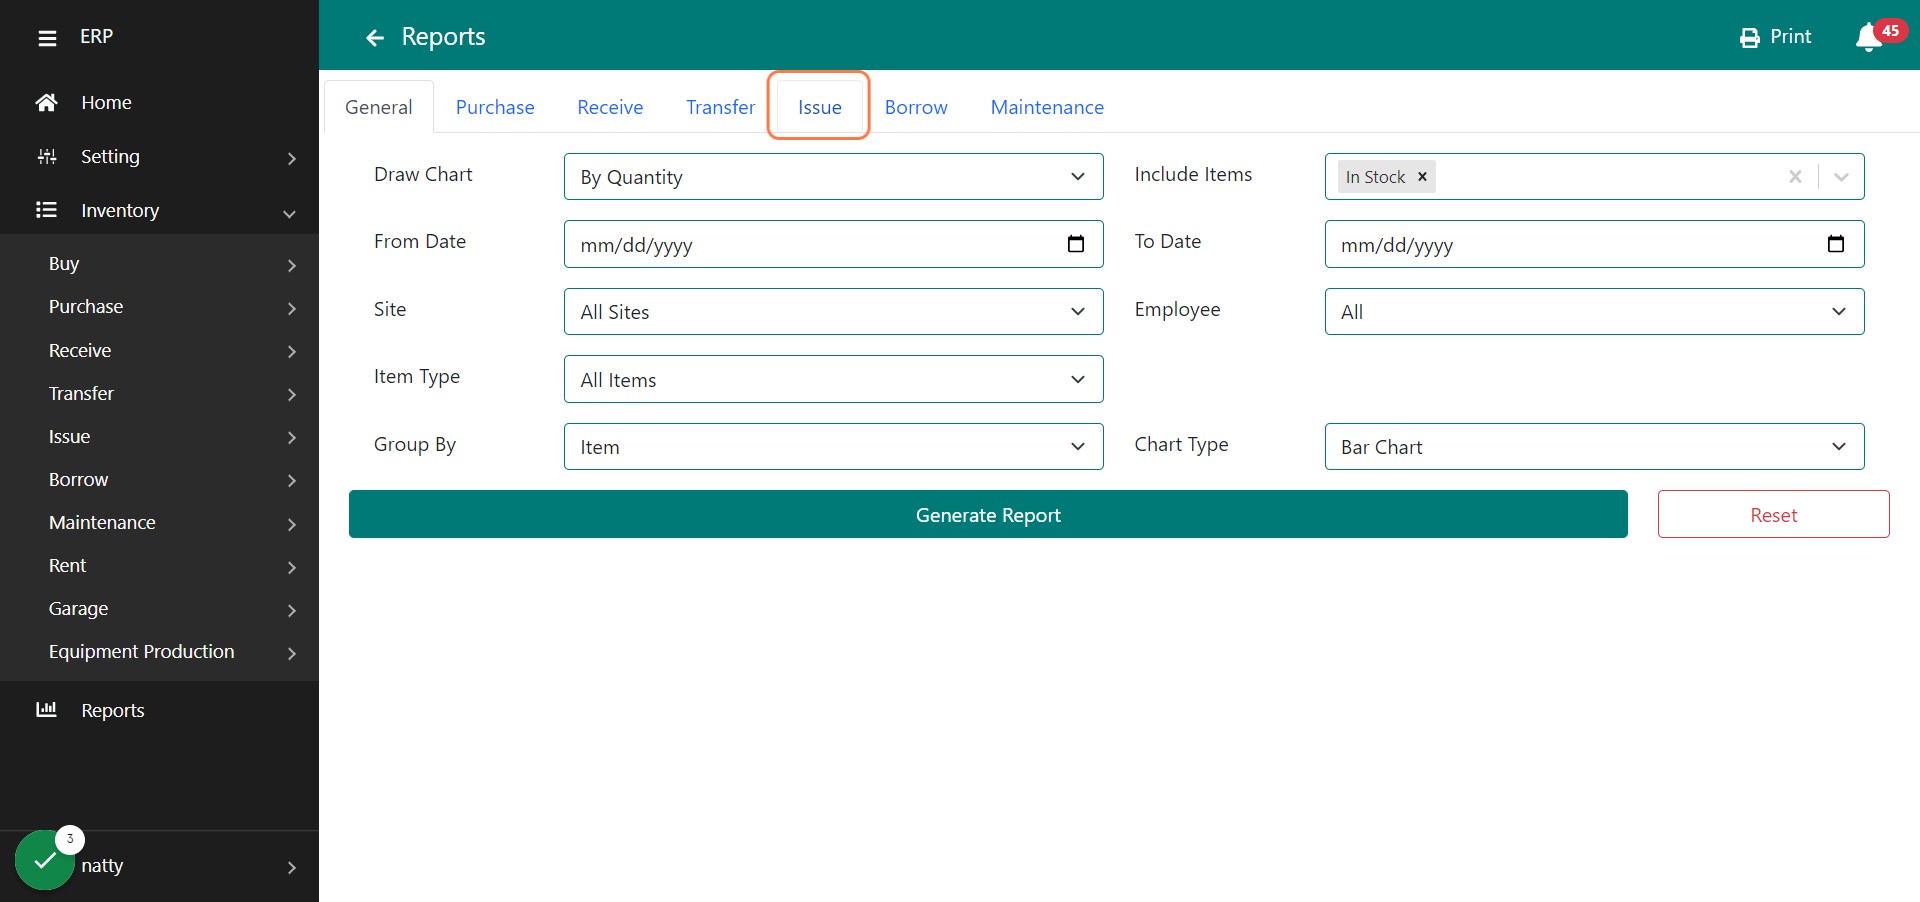 ERP
Home
Setting
Inventory
Buy
Purchase
Receive
Transfer
Issue
Borrow
Maintenance
Rent
Garage
Equipment Production
Reports
3
natty
Reports
Print
45
General Purchase Receive Transfer Issue Borrow Maintenance
Draw Chart By Quantity Include Items In Stock
From Date mm/dd/yyyy To Date mm/dd/yyyy
Site All Sites Employee All
Item Type All Items
Group By Item Chart Type Bar Chart
Generate Report Reset